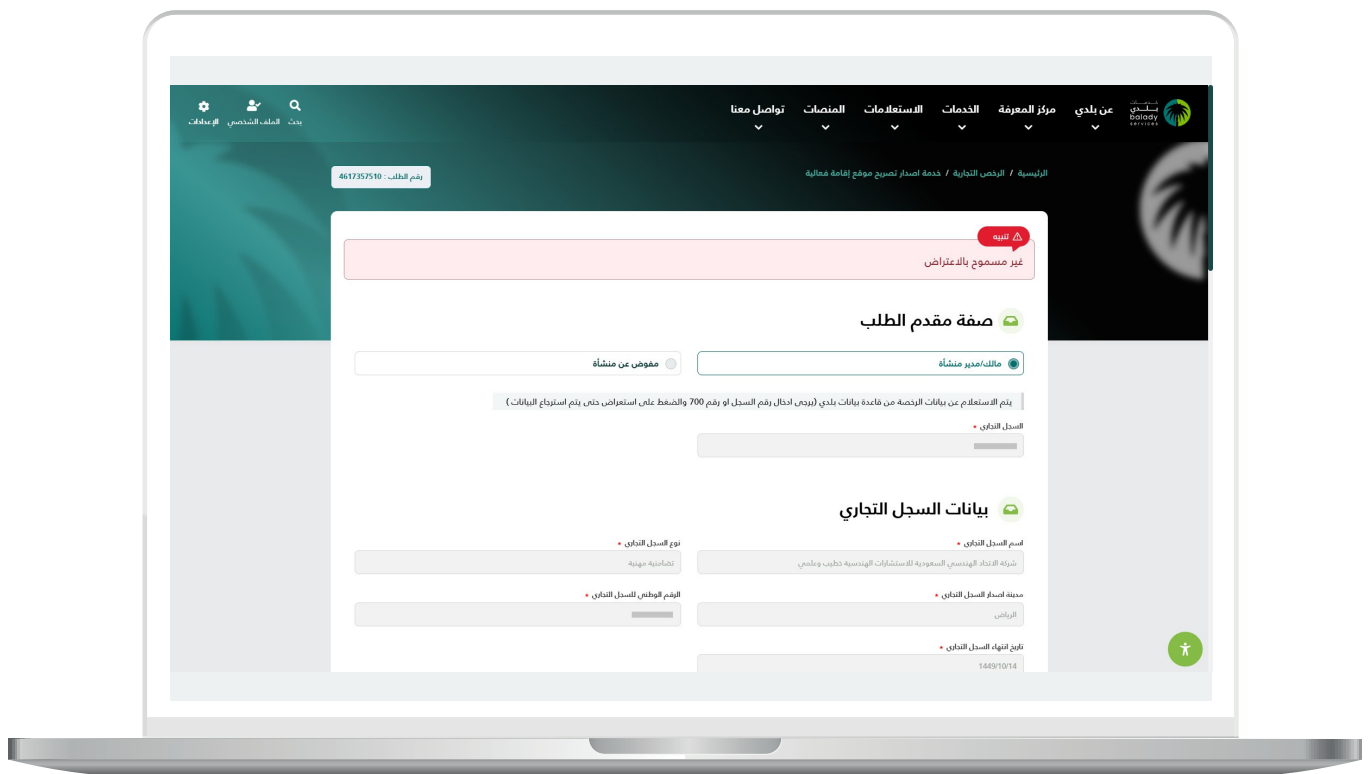 خدمات
بلدي
balady
services
عن بلدي
مركز المعرفة
الخدمات
الاستعلامات
المنصات
تواصل معنا
بحث
الملف الشخصي
الإعدادات
الرئيسية / الرخص التجارية / خدمة اصدار تصريح موقع إقامة فعالية
رقم الطلب : 4617357510
تنبيه
غير مسموح بالاعتراض
صفة مقدم الطلب
مالك/مدير منشأة
مفوض عن منشأة
يتم الاستعلام عن بيانات الرخصة من قاعدة بيانات بلدي (يرجى ادخال رقم السجل او رقم 700 والضغط على استعراض حتى يتم استرجاع البيانات )
السجل التجاري *
بيانات السجل التجاري
اسم السجل التجاري *
نوع السجل التجاري *
شركة الاتحاد الهندسي السعودية للاستشارات الهندسية خطيب وعلمي
تضامنية مهنية
مدينة اصدار السجل التجاري *
الرقم الوطني للسجل التجاري *
الرياض
تاريخ انتهاء السجل التجاري *
1449/10/14